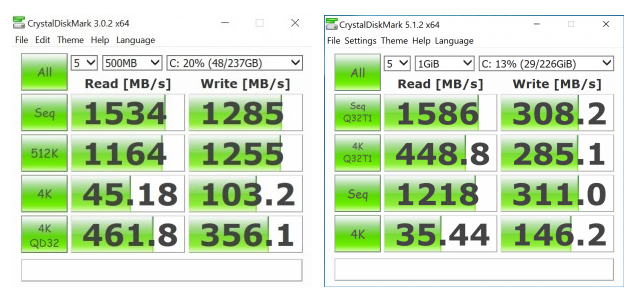 CrystalDiskMark 3.0.2 x64
File Edit Theme Help Language
All
5 500MB C: 20% (48/237GB)
Read [MB/s] Write [MB/s]
Seq 1534 1285
512K 1164 1255
4K 45.18 103.2
4K QD32 461.8 356.1
CrystalDiskMark 5.1.2 x64
File Settings Theme Help Language
All
5 1GiB C: 13% (29/226GiB)
Read [MB/s] Write [MB/s]
Seq Q32T1 1586 308.2
4K Q32T1 448.8 285.1
Seq 1218 311.0
4K 35.44 146.2